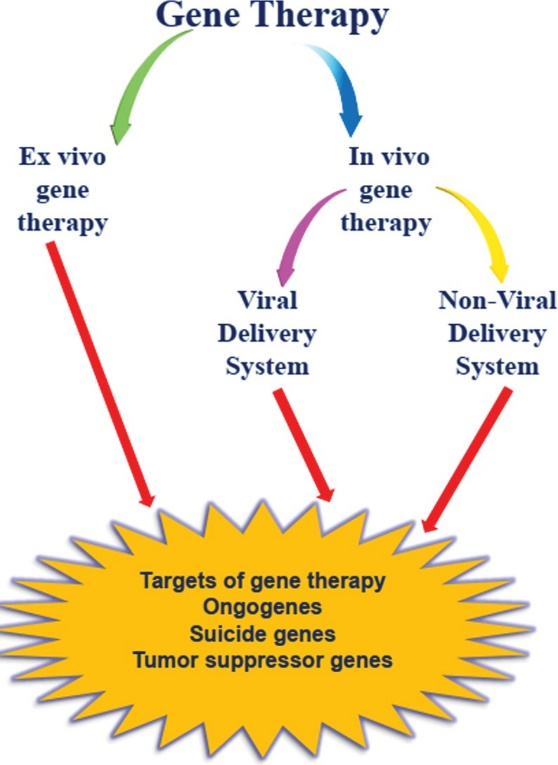 Gene Therapy
Ex vivo
gene
therapy
In vivo
gene
therapy
Viral
Delivery
System
Non-Viral
Delivery
System
Targets of gene therapy
Ongogenes
Suicide genes
Tumor suppressor genes